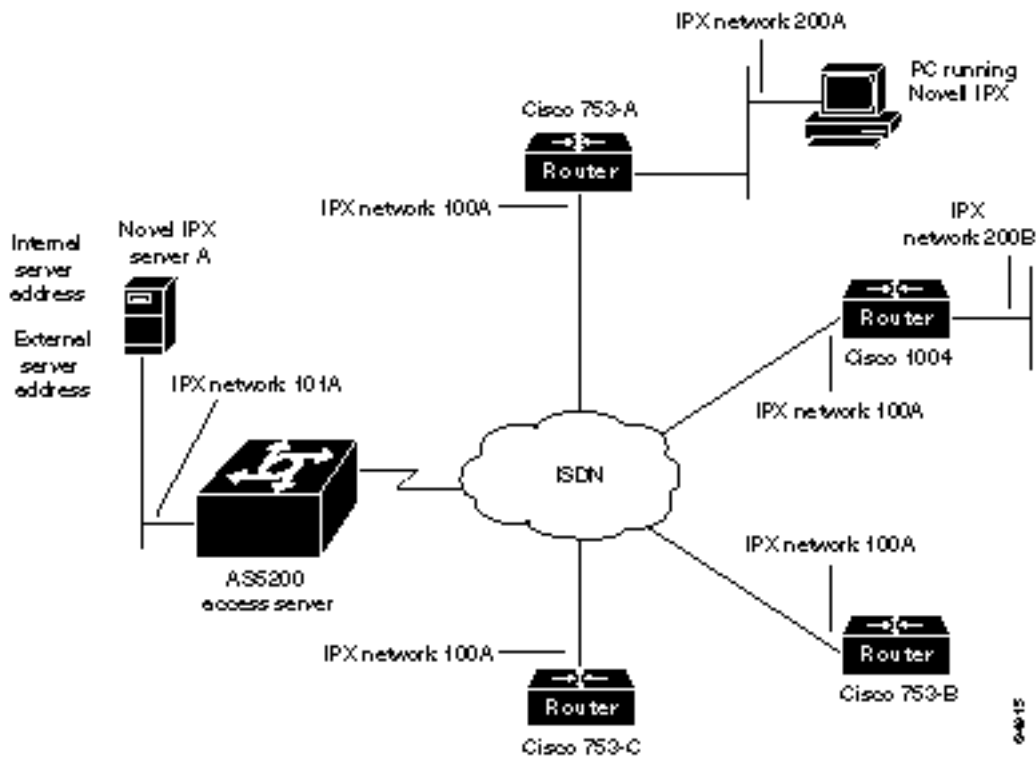 IPX network 200A
PC running
Novell IPX
Cisco 753-A
Router
IPX network 100A
Novel IPX
server A
Internal
server
address
External
server
address
IPX network 101A
IPX
network 200B
Router
Cisco 1004
IPX network 100A
ISDN
AS5200
access server
IPX network 100A
Router
Cisco 753-B
IPX network 100A
Router
Cisco 753-C